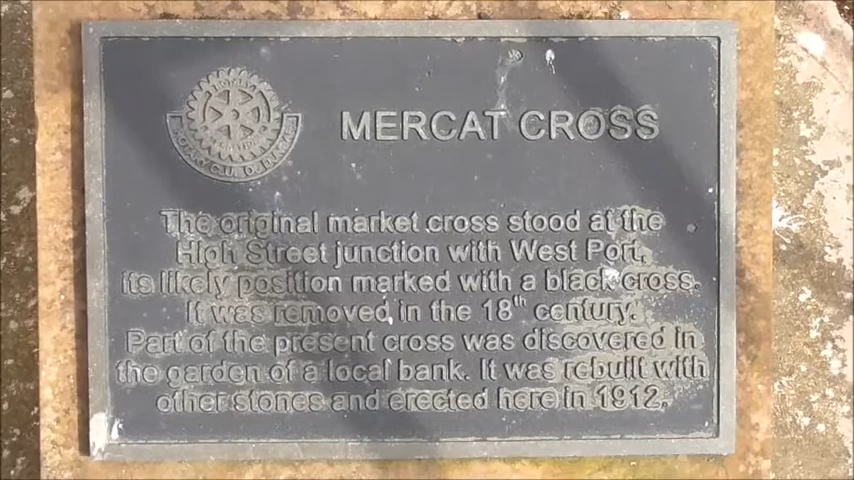 MERCAT CROSS
The original market cross stood at the
High Street junction with West Port,
its likely position marked with a black cross.
It was removed in the 18th century.
Part of the present cross was discovered in
the garden of a local bank. It was rebuilt with
other stones and erected here in 1912.